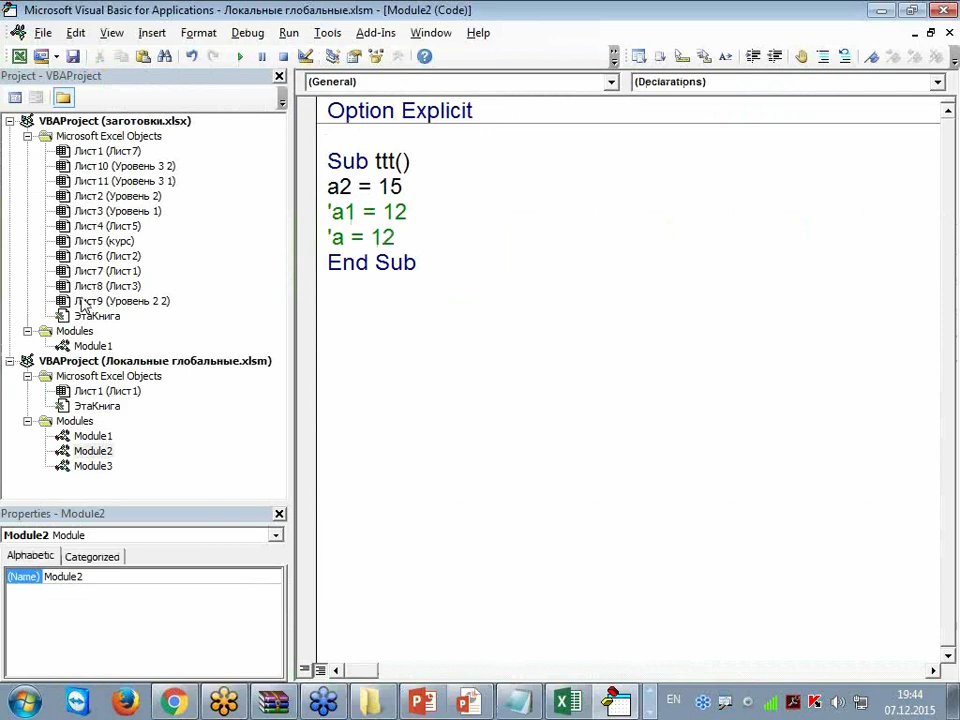 Microsoft Visual Basic for Applications - Локальные глобальные.xlsm - [Module2 (Code)]
File Edit View Insert Format Debug Run Tools Add-Ins Window Help
Project - VBAProject
(General)
(Declarations)
VBAProject (заготовки.xlsx)
Microsoft Excel Objects
Лист1 (Лист7)
Лист10 (Уровень 3 2)
Лист11 (Уровень 3 1)
Лист2 (Уровень 2)
Лист3 (Уровень 1)
Лист4 (Лист5)
Лист5 (курс)
Лист6 (Лист2)
Лист7 (Лист1)
Лист8 (Лист3)
Лист9 (Уровень 2 2)
ЭтаКнига
Modules
Module1
VBAProject (Локальные глобальные.xlsm)
Microsoft Excel Objects
Лист1 (Лист1)
ЭтаКнига
Modules
Module1
Module2
Module3
Option Explicit
Sub ttt()
a2 = 15
'a1 = 12
'a = 12
End Sub
Properties - Module2
Module2 Module
Alphabetic Categorized
(Name) Module2
EN
19:44
07.12.2015